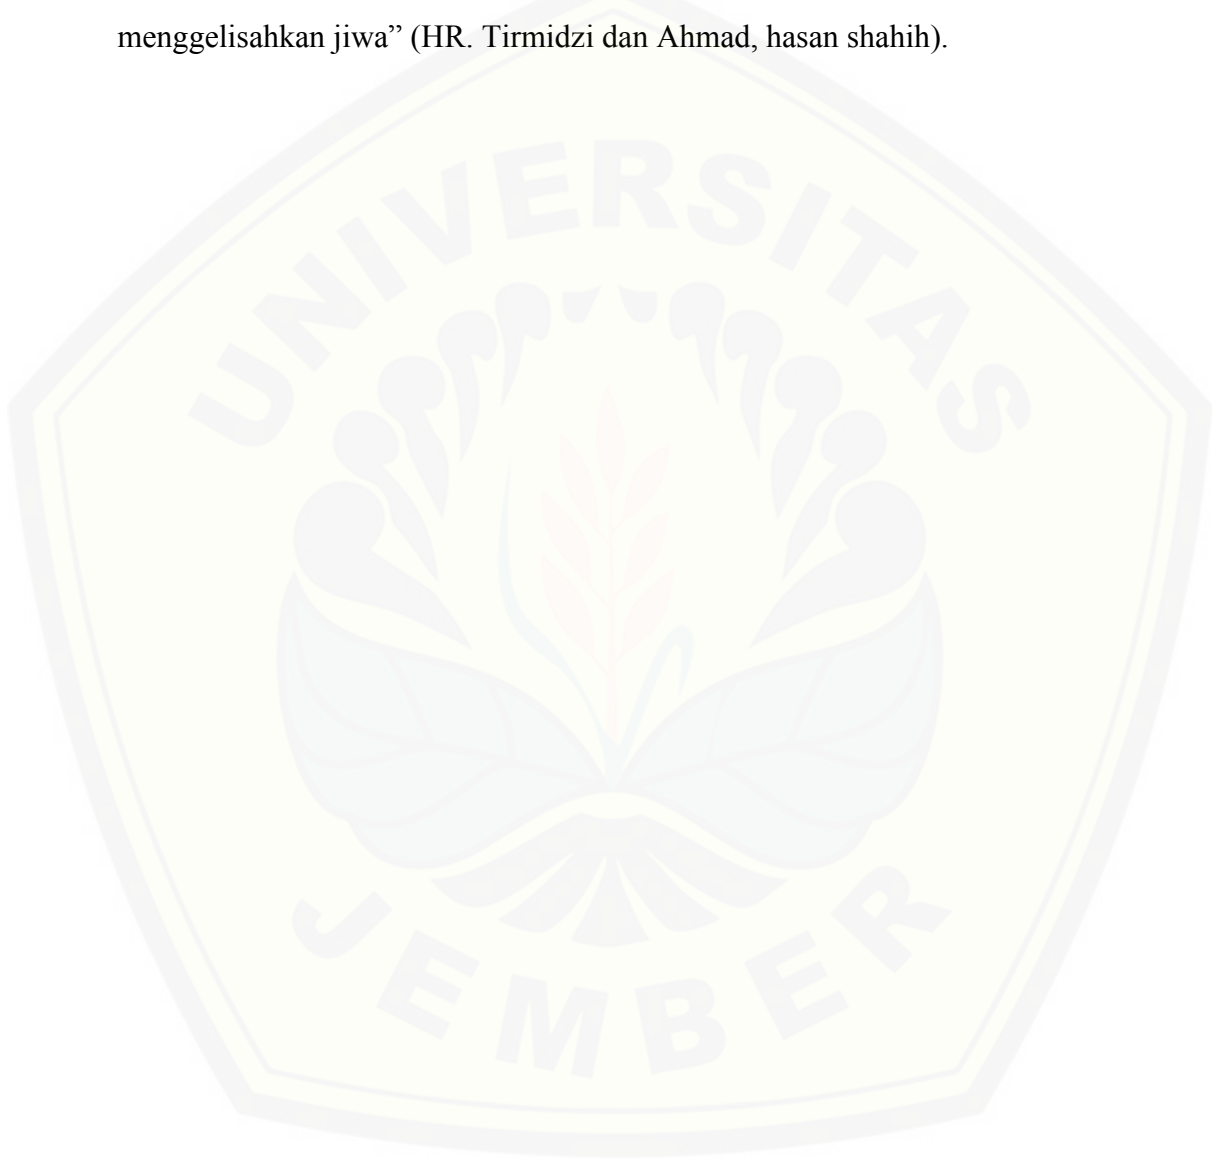 menggelisahkan jiwa” (HR. Tirmidzi dan Ahmad, hasan shahih).
UNIVERSITAS
JEMBER